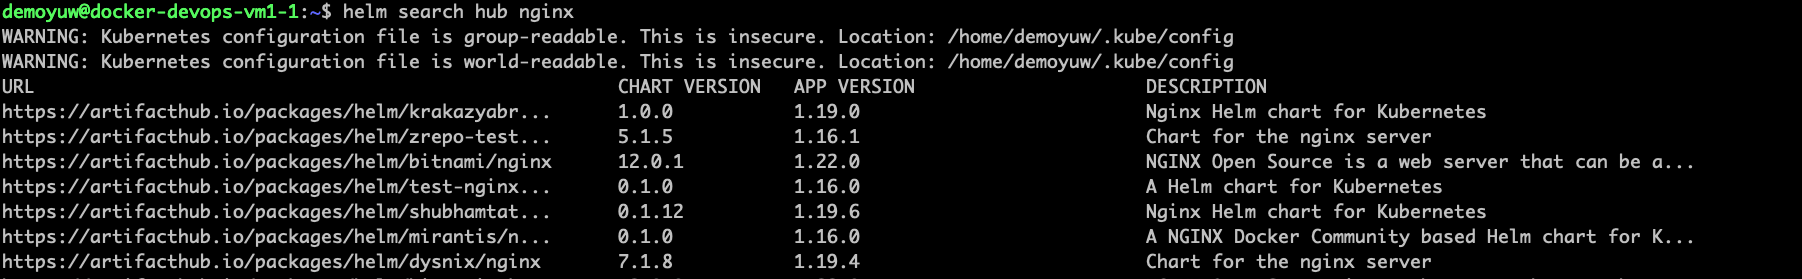 demoyuw@docker-devops-vm1-1:~$ helm search hub nginx
WARNING: Kubernetes configuration file is group-readable. This is insecure. Location: /home/demoyuw/.kube/config
WARNING: Kubernetes configuration file is world-readable. This is insecure. Location: /home/demoyuw/.kube/config
URL CHART VERSION APP VERSION DESCRIPTION
https://artifacthub.io/packages/helm/krakazyabr... 1.0.0 1.19.0 Nginx Helm chart for Kubernetes
https://artifacthub.io/packages/helm/zrepo-test... 5.1.5 1.16.1 Chart for the nginx server
https://artifacthub.io/packages/helm/bitnami/nginx 12.0.1 1.22.0 NGINX Open Source is a web server that can be a...
https://artifacthub.io/packages/helm/test-nginx... 0.1.0 1.16.0 A Helm chart for Kubernetes
https://artifacthub.io/packages/helm/shubhamtat... 0.1.12 1.19.6 Nginx Helm chart for Kubernetes
https://artifacthub.io/packages/helm/mirantis/n... 0.1.0 1.16.0 A NGINX Docker Community based Helm chart for K...
https://artifacthub.io/packages/helm/dysnix/nginx 7.1.8 1.19.4 Chart for the nginx server